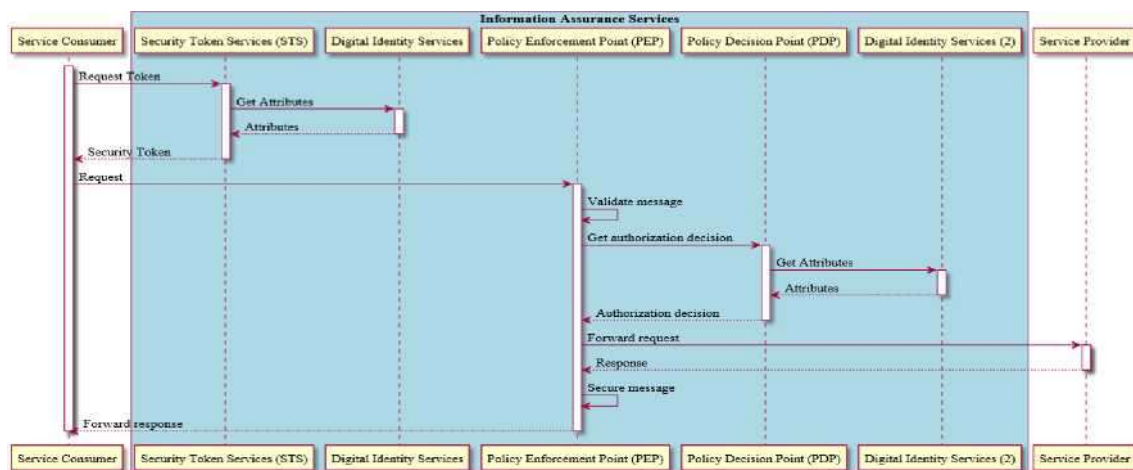 Information Assurance Services
Service Consumer
Security Token Services (STS)
Digital Identity Services
Policy Enforcement Point (PEP)
Policy Decision Point (PDP)
Digital Identity Services (2)
Service Provider
Request Token
Get Attributes
Attributes
Security Token
Request
Validate message
Get authorization decision
Get Attributes
Attributes
Authorization decision
Forward request
Response
Secure message
Forward response
Service Consumer
Security Token Services (STS)
Digital Identity Services
Policy Enforcement Point (PEP)
Policy Decision Point (PDP)
Digital Identity Services (2)
Service Provider